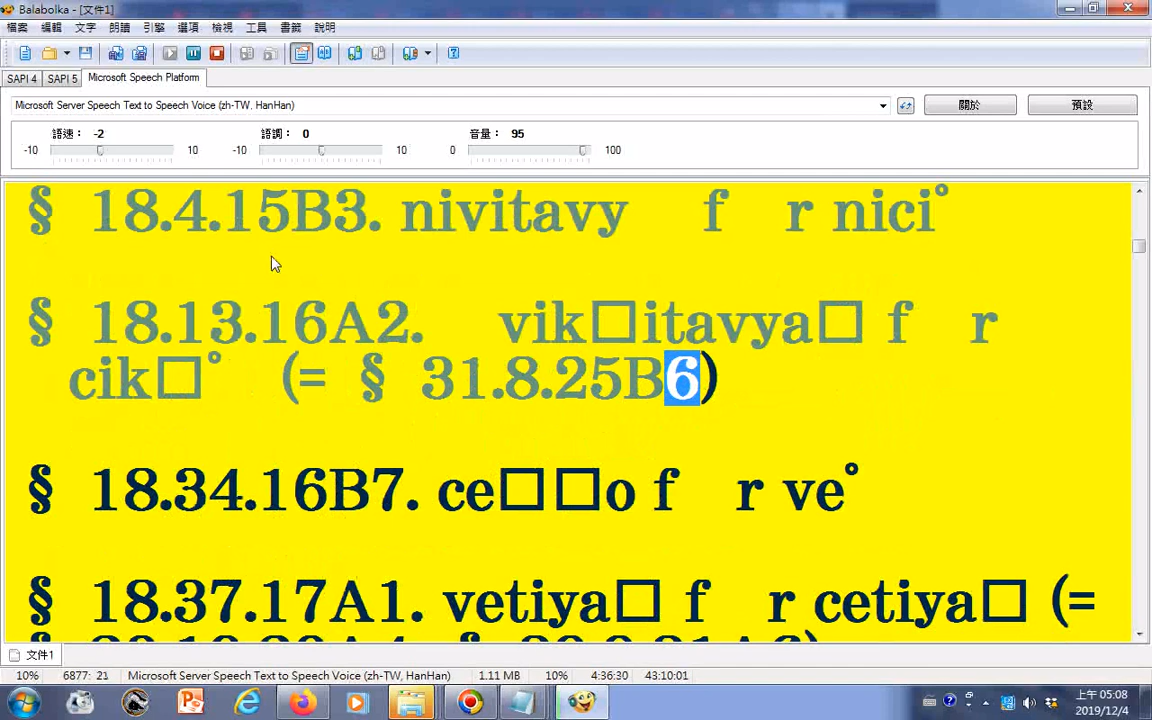 Balabolka - [文件1]
檔案 編輯 文字 朗讀 引擎 選項 檢視 工具 書籤 說明
SAPI 4 SAPI 5 Microsoft Speech Platform
Microsoft Server Speech Text to Speech Voice (zh-TW, HanHan) 關於 預設
語速： -2 語調： 0 音量： 95
-10 10 -10 10 0 100
§ 18.4.15B3. nivitavy f r nici°
§ 18.13.16A2. vik□itavya□ f r
cik□° (= § 31.8.25B6)
§ 18.34.16B7. ce□□o f r ve°
§ 18.37.17A1. vetiya□ f r cetiya□ (=
文件1
10% 6877: 21 Microsoft Server Speech Text to Speech Voice (zh-TW, HanHan) 1.11 MB 10% 4:36:30 43:10:01
上午 05:08
2019/12/4